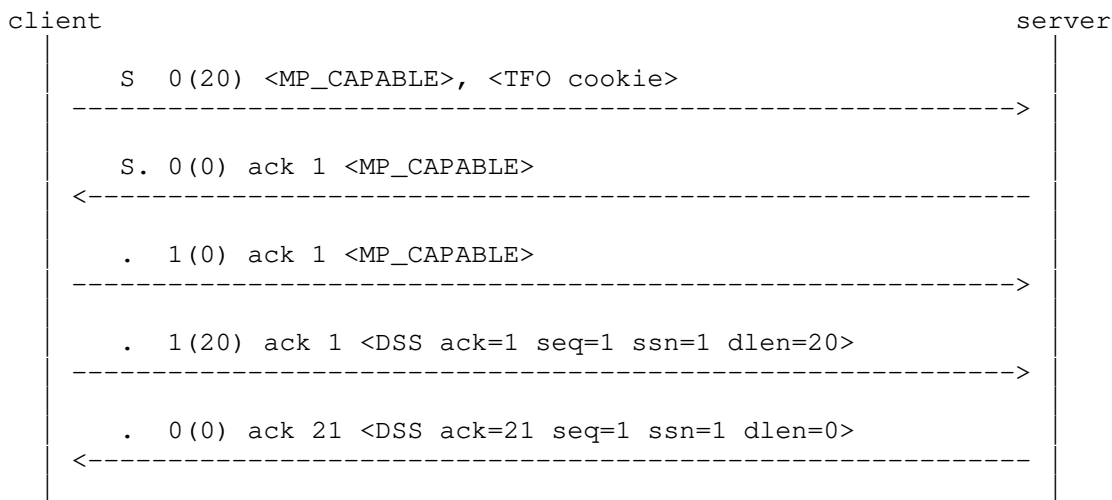 client server
S 0(20) <MP_CAPABLE>, <TFO cookie>
S. 0(0) ack 1 <MP_CAPABLE>
. 1(0) ack 1 <MP_CAPABLE>
. 1(20) ack 1 <DSS ack=1 seq=1 ssn=1 dlen=20>
. 0(0) ack 21 <DSS ack=21 seq=1 ssn=1 dlen=0>